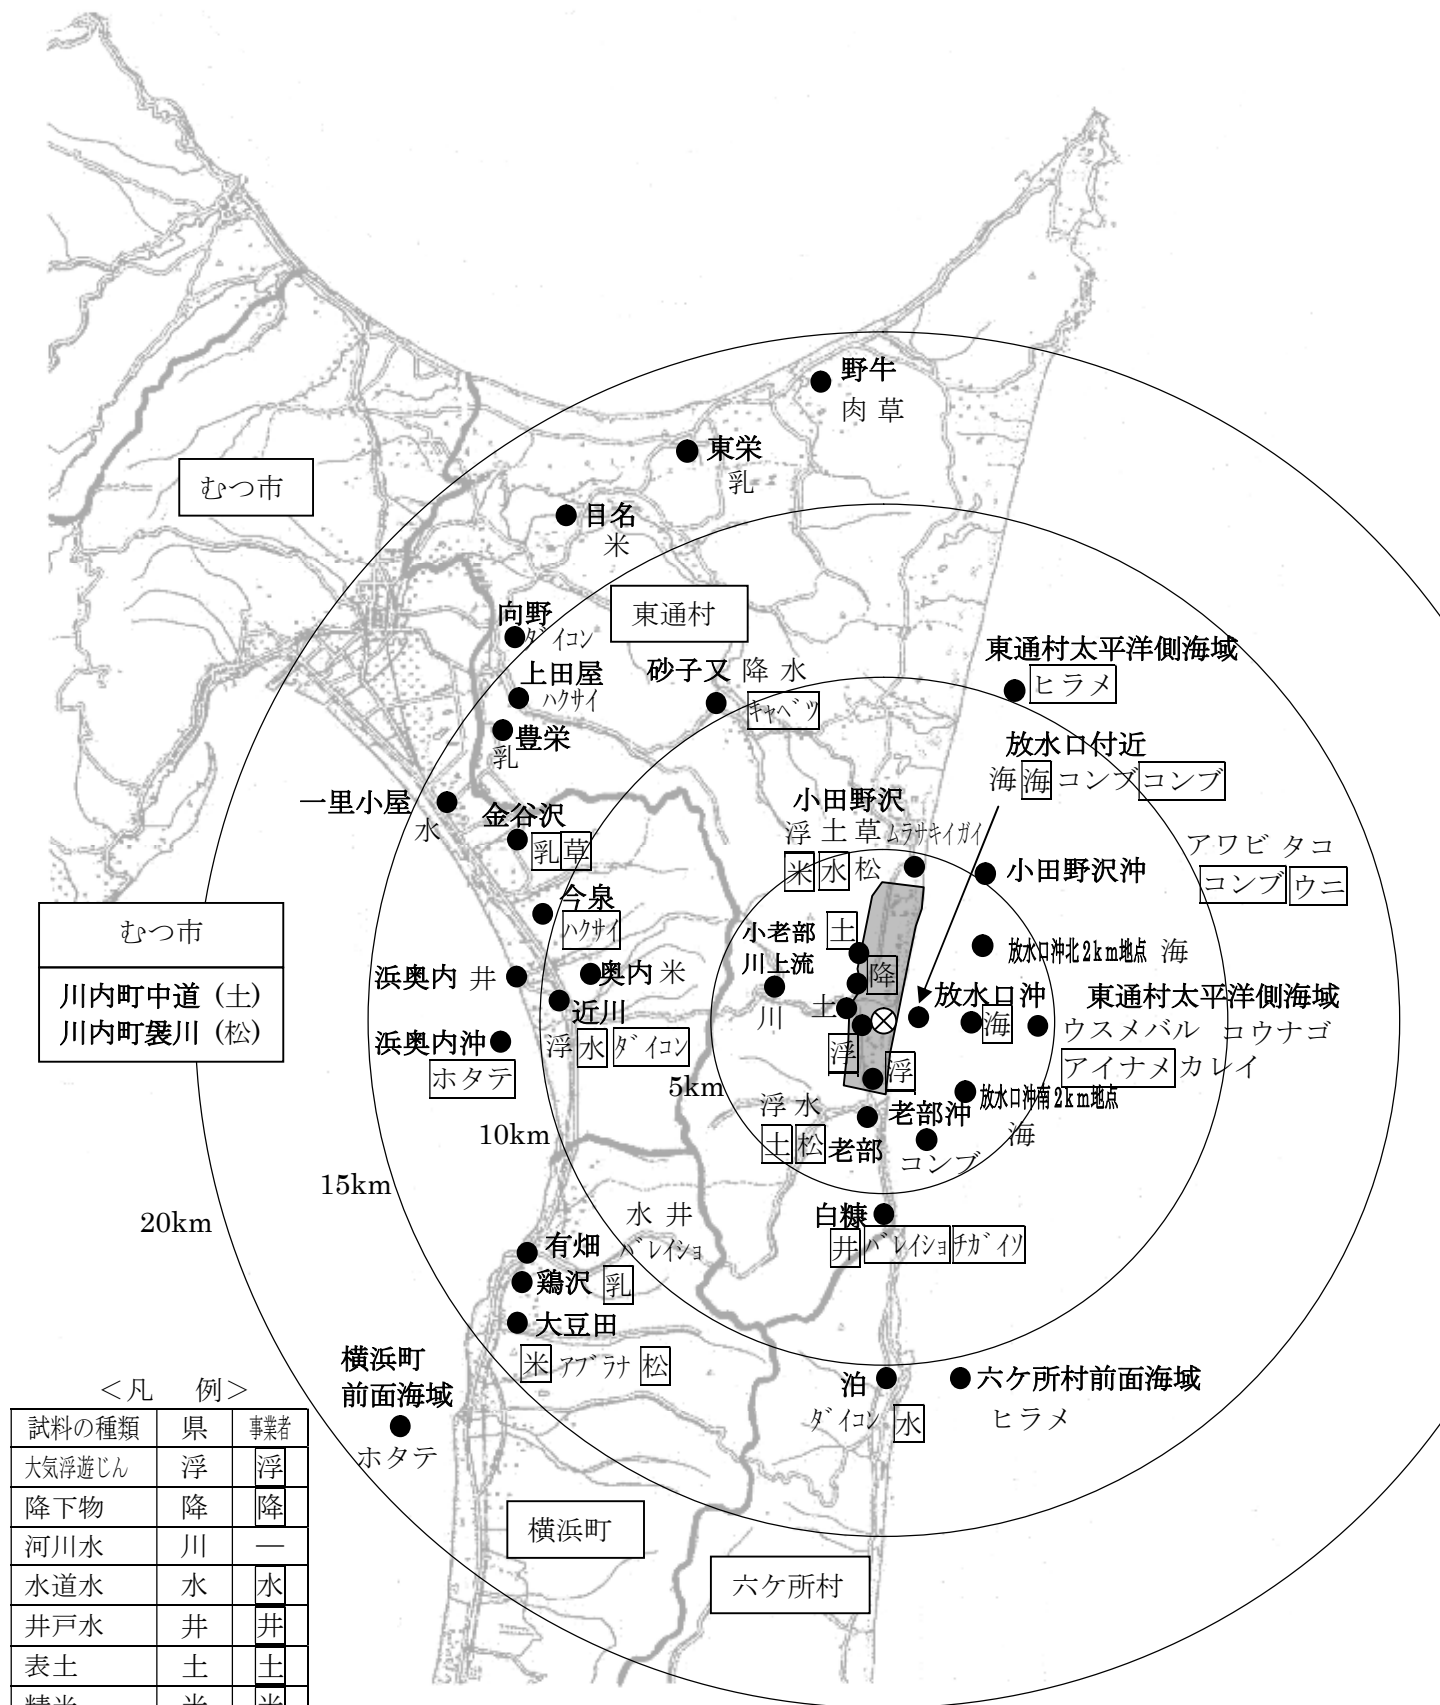 野牛
肉 草
東栄
乳
目名
米
むつ市
東通村
向野
ダイコン
上田屋
ハクサイ
砂子又 降 水
キャベツ
豊栄
乳
東通村太平洋側海域
ヒラメ
放水口付近
海 海 コンブ コンブ
一里小屋
水
金谷沢
乳 草
小田野沢
浮 土 草 ムラサキイガイ
米 水 松
アワビ タコ
コンブ ウニ
小田野沢沖
今泉
ハクサイ
むつ市
川内町中道 (土)
川内町襲川 (松)
小老部
川上流
川
土
降
土
浮
浮
放水口沖北2km地点 海
浜奥内 井
奥内 米
近川
浮 水 ダイコン
浜奥内沖
ホタテ
放水口沖
海
東通村太平洋側海域
ウスメバル コウナゴ
アイナメ カレイ
放水口沖南2km地点
海
5km
10km
15km
20km
浮 水
土 松 老部
老部沖
コンブ
白糠
井 バレイショ チガイソ
水 井
有畑 バレイショ
鶏沢 乳
大豆田
米 アブラナ 松
横浜町
前面海域
ホタテ
泊
ダイコン 水
六ケ所村前面海域
ヒラメ
横浜町
六ケ所村
<凡 例>
試料の種類 県 事業者
大気浮遊じん 浮 浮
降下物 降 降
河川水 川 ―
水道水 水 水
井戸水 井 井
表土 土 土
精米 米 米